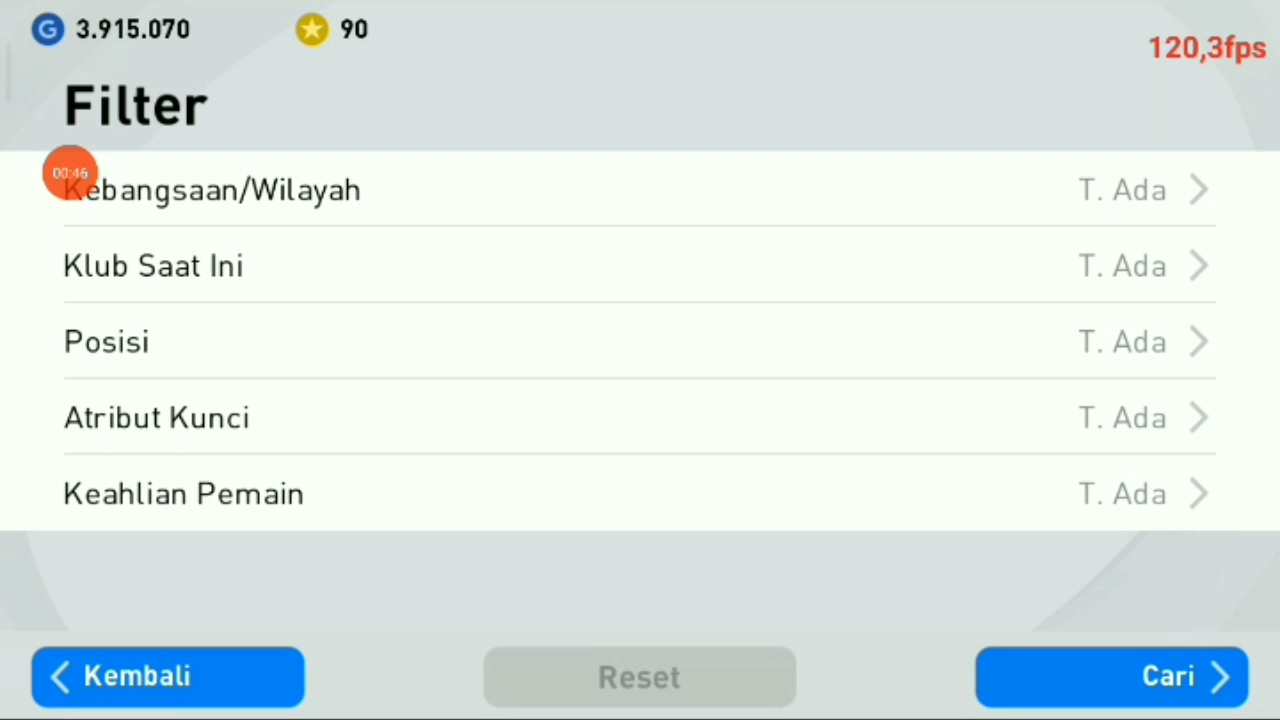 G 3.915.070 90
120,3fps
Filter
00:46
Kebangsaan/Wilayah T. Ada
Klub Saat Ini T. Ada
Posisi T. Ada
Atribut Kunci T. Ada
Keahlian Pemain T. Ada
Kembali Reset Cari